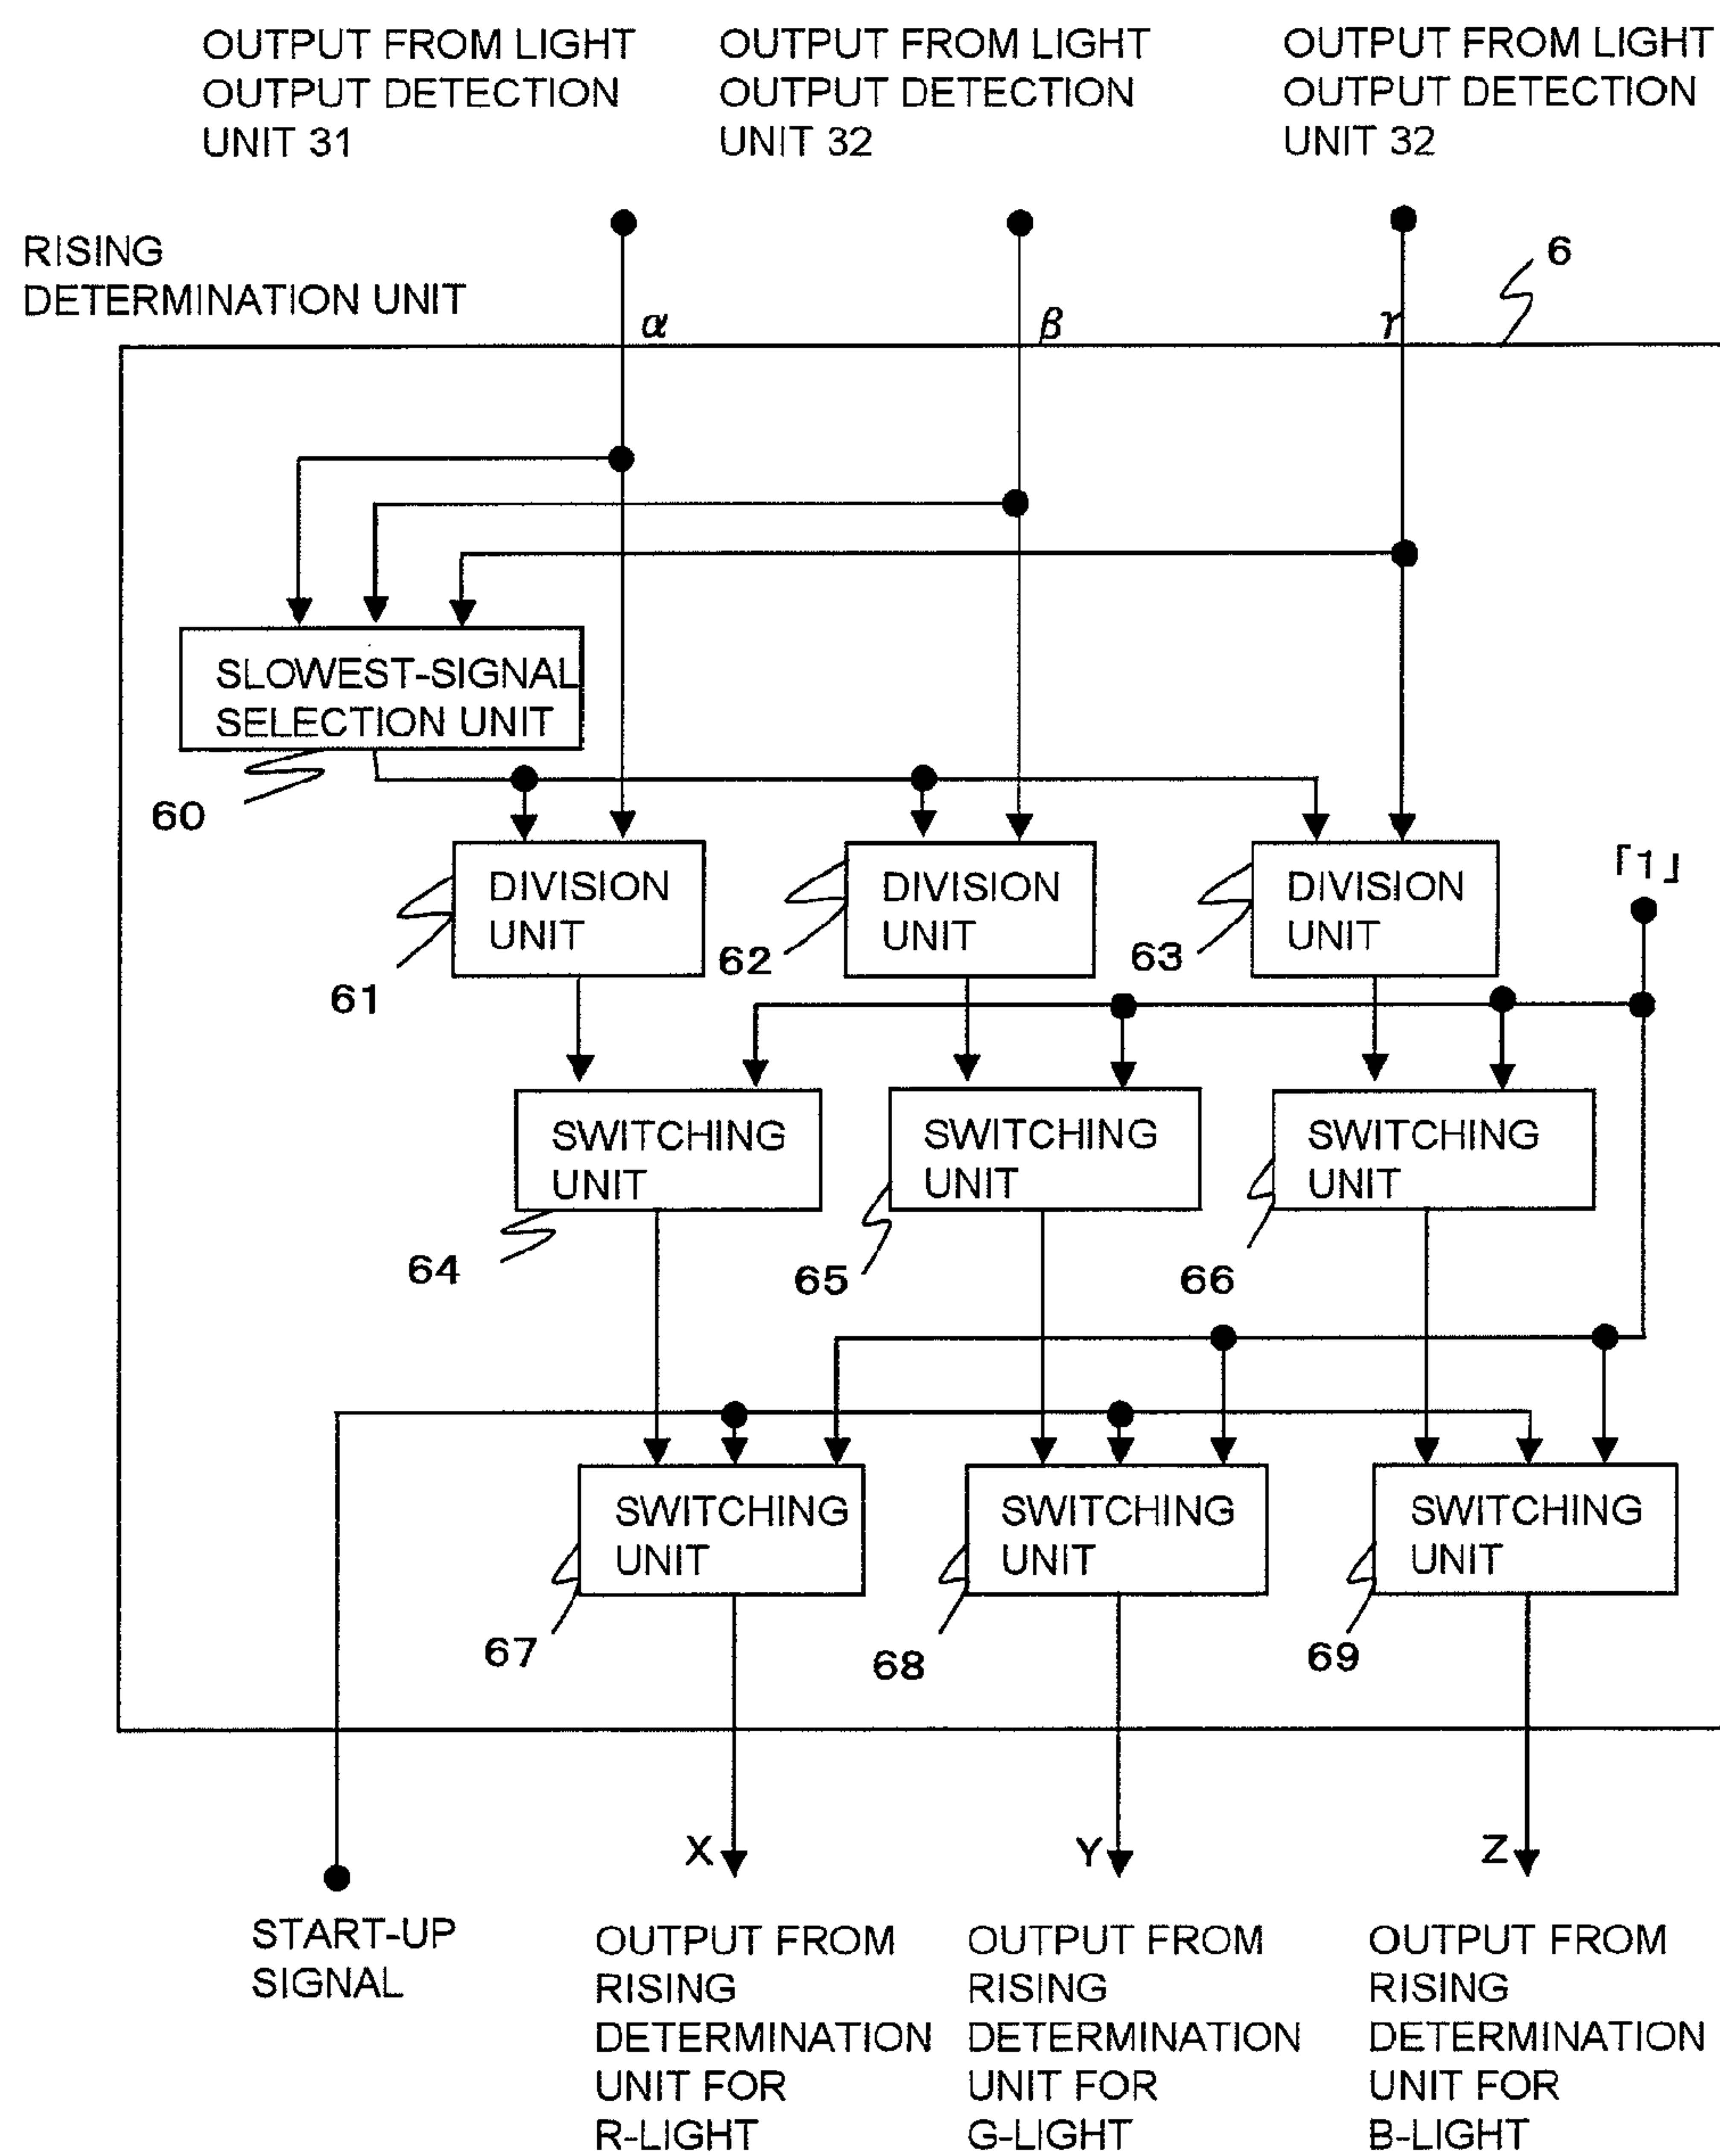 OUTPUT FROM LIGHT
OUTPUT DETECTION
UNIT 31
OUTPUT FROM LIGHT
OUTPUT DETECTION
UNIT 32
OUTPUT FROM LIGHT
OUTPUT DETECTION
UNIT 32
RISING
DETERMINATION UNIT
6
α
β
γ
SLOWEST-SIGNAL
SELECTION UNIT
60
DIVISION
UNIT
61
DIVISION
UNIT
62
DIVISION
UNIT
63
「1」
SWITCHING
UNIT
64
SWITCHING
UNIT
65
SWITCHING
UNIT
66
SWITCHING
UNIT
67
SWITCHING
UNIT
68
SWITCHING
UNIT
69
X
Y
Z
START-UP
SIGNAL
OUTPUT FROM
RISING
DETERMINATION
UNIT FOR
R-LIGHT
OUTPUT FROM
RISING
DETERMINATION
UNIT FOR
G-LIGHT
OUTPUT FROM
RISING
DETERMINATION
UNIT FOR
B-LIGHT